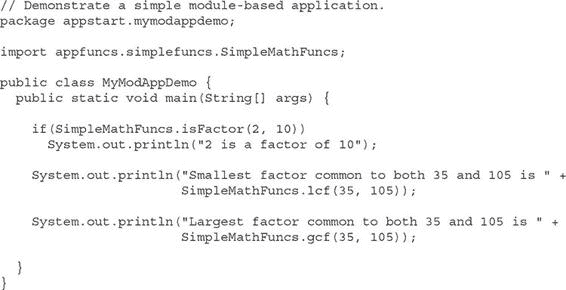 // Demonstrate a simple module-based application.
package appstart.mymodappdemo;

import appfuncs.simplefuncs.SimpleMathFuncs;

public class MyModAppDemo {
  public static void main(String[] args) {

    if(SimpleMathFuncs.isFactor(2, 10))
      System.out.println("2 is a factor of 10");

    System.out.println("Smallest factor common to both 35 and 105 is " +
                        SimpleMathFuncs.lcf(35, 105));

    System.out.println("Largest factor common to both 35 and 105 is " +
                        SimpleMathFuncs.gcf(35, 105));

  }
}